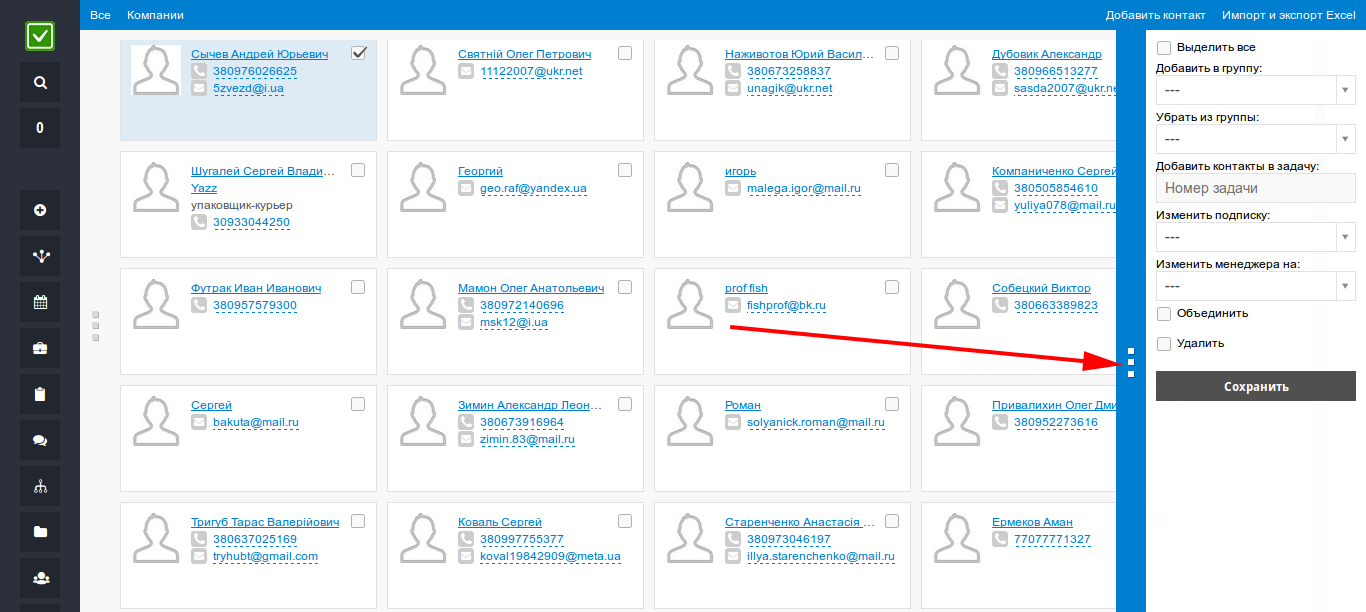 Все Компании Добавить контакт Импорт и экспорт Excel
0
Сычев Андрей Юрьевич
380976026625
5zvezd@i.ua
Святній Олег Петрович
11122007@ukr.net
Наживотов Юрий Васил...
380673258837
unagik@ukr.net
Дубовик Александр
380966513277
sasda2007@ukr.ne
Шугалей Сергей Влади...
Yazz
упаковщик-курьер
30933044250
Георгий
geo.raf@yandex.ua
игорь
malega.igor@mail.ru
Компаниченко Сергей
380505854610
yuliya078@mail.ru
Футрак Иван Иванович
380957579300
Мамон Олег Анатольевич
380972140696
msk12@i.ua
prof fish
fishprof@bk.ru
Собецкий Виктор
380663389823
Сергей
bakuta@mail.ru
Зимин Александр Леон...
380673916964
zimin.83@mail.ru
Роман
solyanick.roman@mail.ru
Привалихин Олег Дми
380952273616
Тригуб Тарас Валерійович
380637025169
tryhubt@gmail.com
Коваль Сергей
380997755377
koval19842909@meta.ua
Старенченко Анастасія ...
380973046197
illya.starenchenko@mail.ru
Ермеков Аман
77077771327
Выделить все
Добавить в группу:
---
Убрать из группы:
---
Добавить контакты в задачу:
Номер задачи
Изменить подписку:
---
Изменить менеджера на:
---
Объединить
Удалить
Сохранить